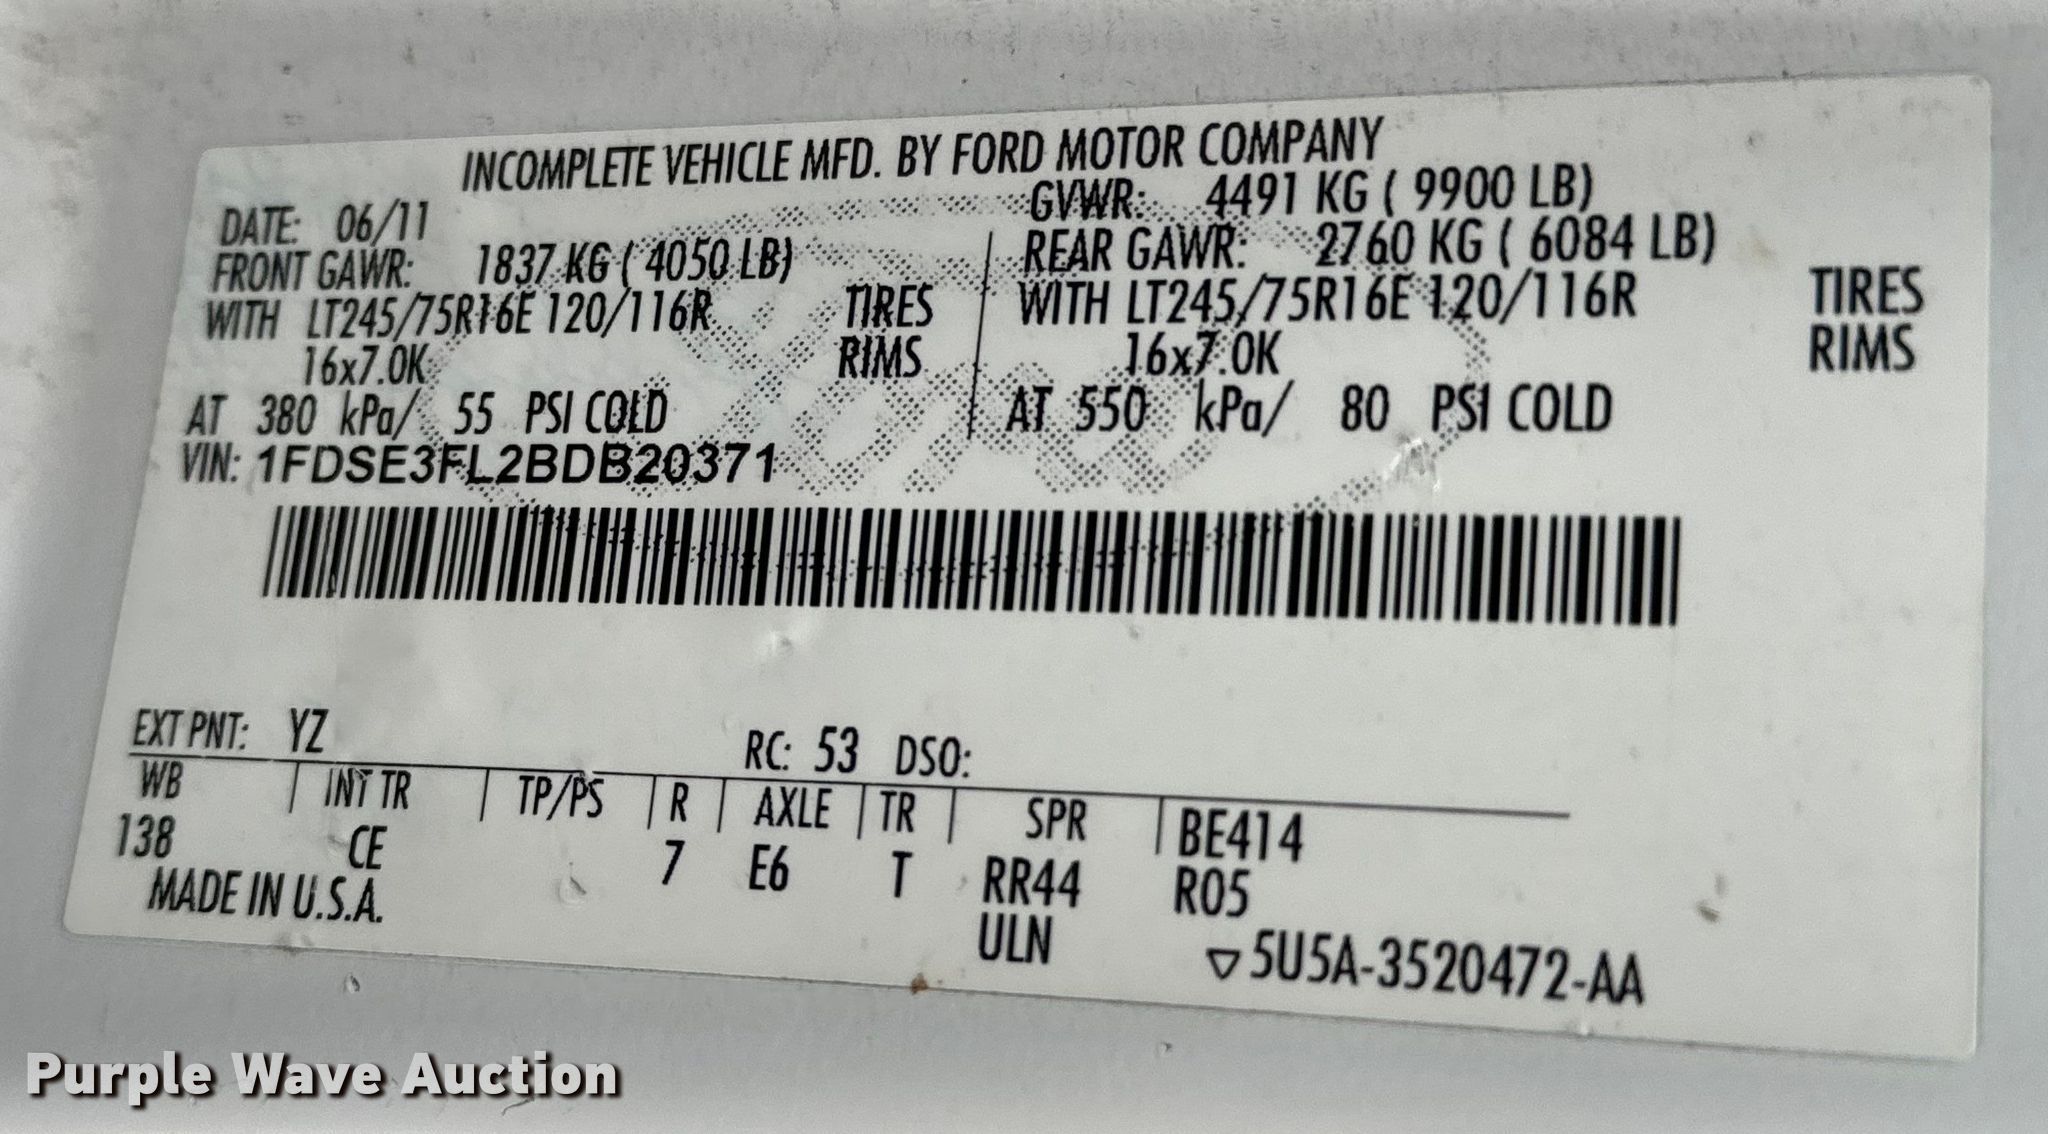 INCOMPLETE VEHICLE MFD. BY FORD MOTOR COMPANY
DATE: 06/11 GVWR: 4491 KG ( 9900 LB)
FRONT GAWR: 1837 KG ( 4050 LB) REAR GAWR: 2760 KG ( 6084 LB)
WITH LT245/75R16E 120/116R TIRES WITH LT245/75R16E 120/116R TIRES
16x7.0K RIMS 16x7.0K RIMS
AT 380 kPa/ 55 PSI COLD AT 550 kPa/ 80 PSI COLD
VIN: 1FDSE3FL2BDB20371
EXT PNT: YZ RC: 53 DSO:
WB INT TR TP/PS R AXLE TR SPR BE414
138 CE 7 E6 T RR44 R05
MADE IN U.S.A. ULN
▽5U5A-3520472-AA
Purple Wave Auction